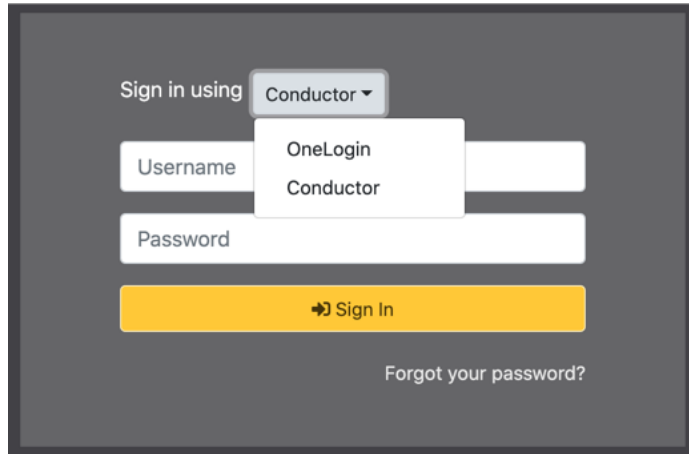 Sign in using Conductor
OneLogin
Username
Conductor
Password
Sign In
Forgot your password?